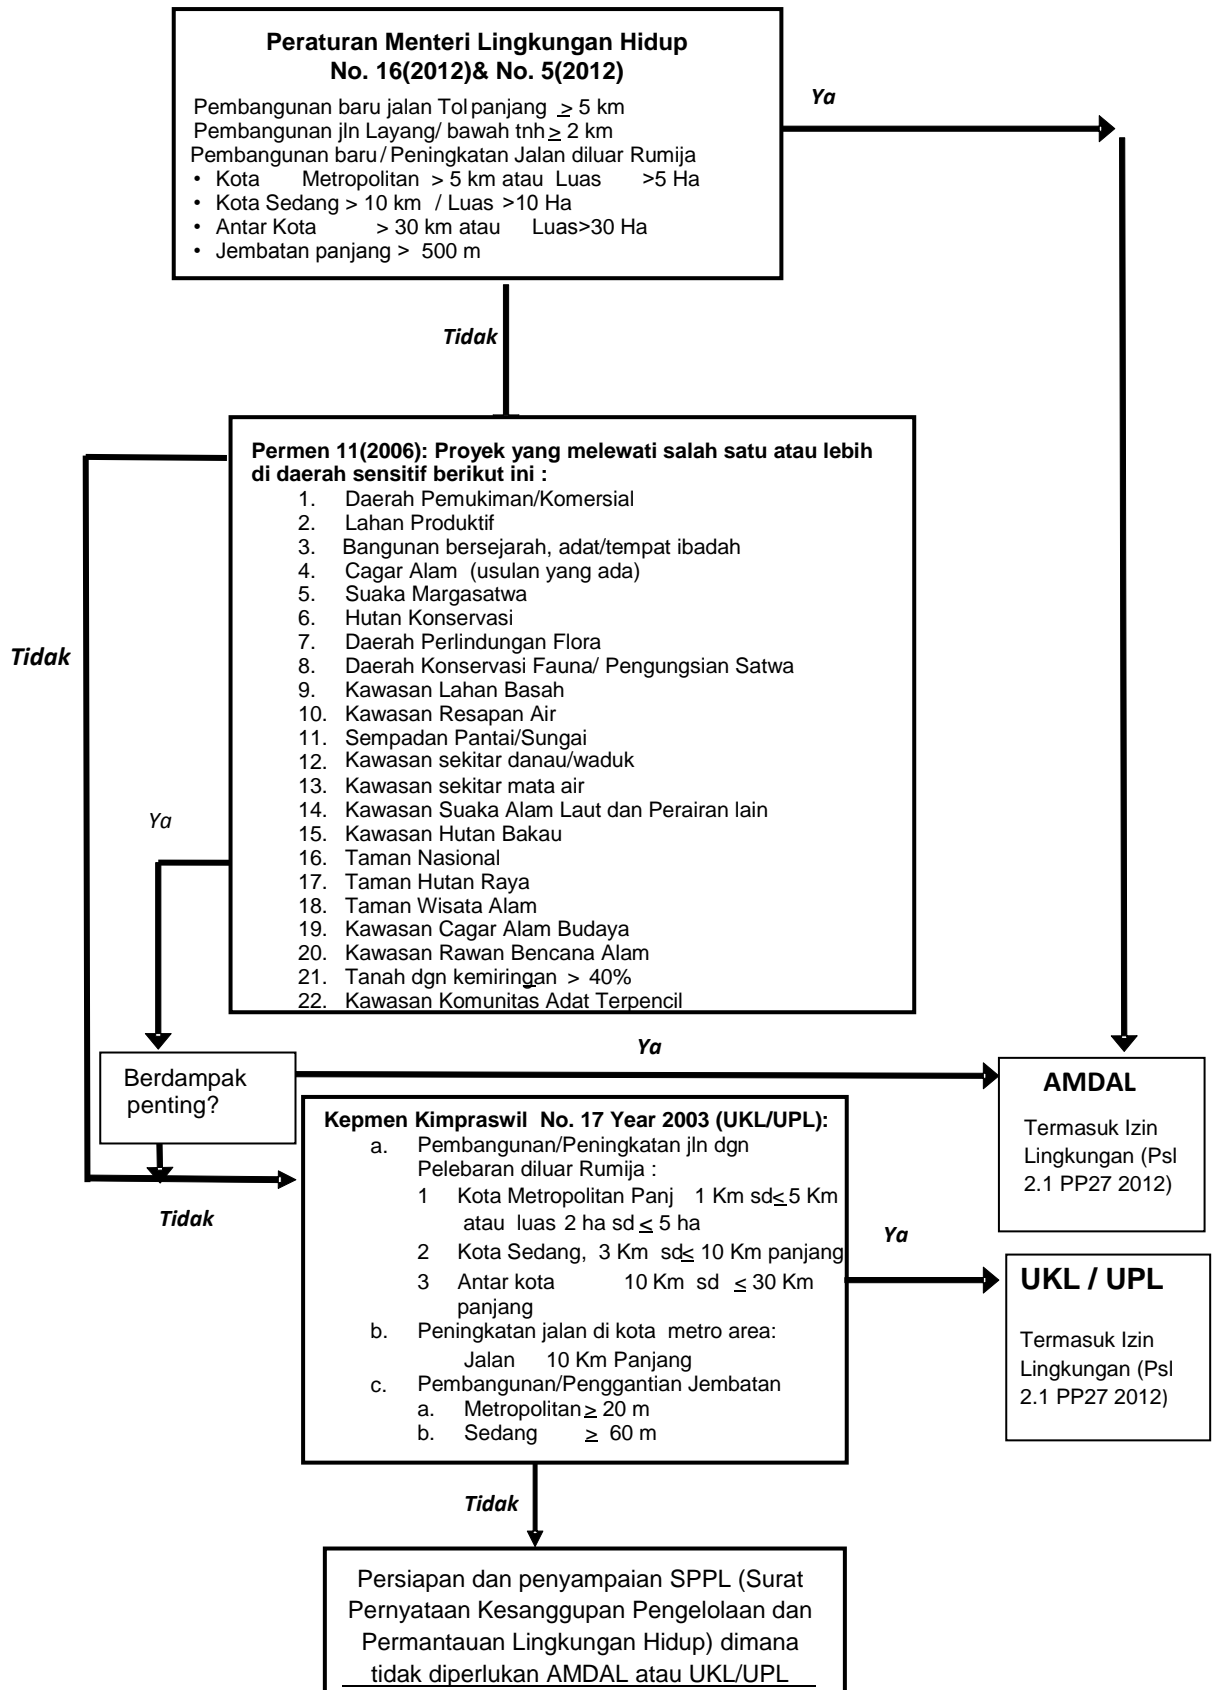 Peraturan Menteri Lingkungan Hidup
No. 16(2012)& No. 5(2012)
Pembangunan baru jalan Tol panjang ≥ 5 km
Pembangunan jln Layang/ bawah tnh ≥ 2 km
Pembangunan baru / Peningkatan Jalan diluar Rumija
• Kota Metropolitan > 5 km atau Luas >5 Ha
• Kota Sedang > 10 km / Luas >10 Ha
• Antar Kota > 30 km atau Luas>30 Ha
• Jembatan panjang > 500 m
Ya
Tidak
Permen 11(2006): Proyek yang melewati salah satu atau lebih
di daerah sensitif berikut ini :
1. Daerah Pemukiman/Komersial
2. Lahan Produktif
3. Bangunan bersejarah, adat/tempat ibadah
4. Cagar Alam (usulan yang ada)
5. Suaka Margasatwa
6. Hutan Konservasi
7. Daerah Perlindungan Flora
8. Daerah Konservasi Fauna/ Pengungsian Satwa
9. Kawasan Lahan Basah
10. Kawasan Resapan Air
11. Sempadan Pantai/Sungai
12. Kawasan sekitar danau/waduk
13. Kawasan sekitar mata air
14. Kawasan Suaka Alam Laut dan Perairan lain
15. Kawasan Hutan Bakau
16. Taman Nasional
17. Taman Hutan Raya
18. Taman Wisata Alam
19. Kawasan Cagar Alam Budaya
20. Kawasan Rawan Bencana Alam
21. Tanah dgn kemiringan > 40%
22. Kawasan Komunitas Adat Terpencil
Tidak
Ya
Berdampak
penting?
Ya
Tidak
AMDAL
Termasuk Izin
Lingkungan (Psl
2.1 PP27 2012)
Kepmen Kimpraswil No. 17 Year 2003 (UKL/UPL):
a. Pembangunan/Peningkatan jln dgn
Pelebaran diluar Rumija :
1 Kota Metropolitan Panj 1 Km sd≤ 5 Km
atau luas 2 ha sd ≤ 5 ha
2 Kota Sedang, 3 Km sd≤ 10 Km panjang
3 Antar kota 10 Km sd ≤ 30 Km
panjang
b. Peningkatan jalan di kota metro area:
Jalan 10 Km Panjang
c. Pembangunan/Penggantian Jembatan
a. Metropolitan ≥ 20 m
b. Sedang ≥ 60 m
Ya
UKL / UPL
Termasuk Izin
Lingkungan (Psl
2.1 PP27 2012)
Tidak
Persiapan dan penyampaian SPPL (Surat
Pernyataan Kesanggupan Pengelolaan dan
Permantauan Lingkungan Hidup) dimana
tidak diperlukan AMDAL atau UKL/UPL